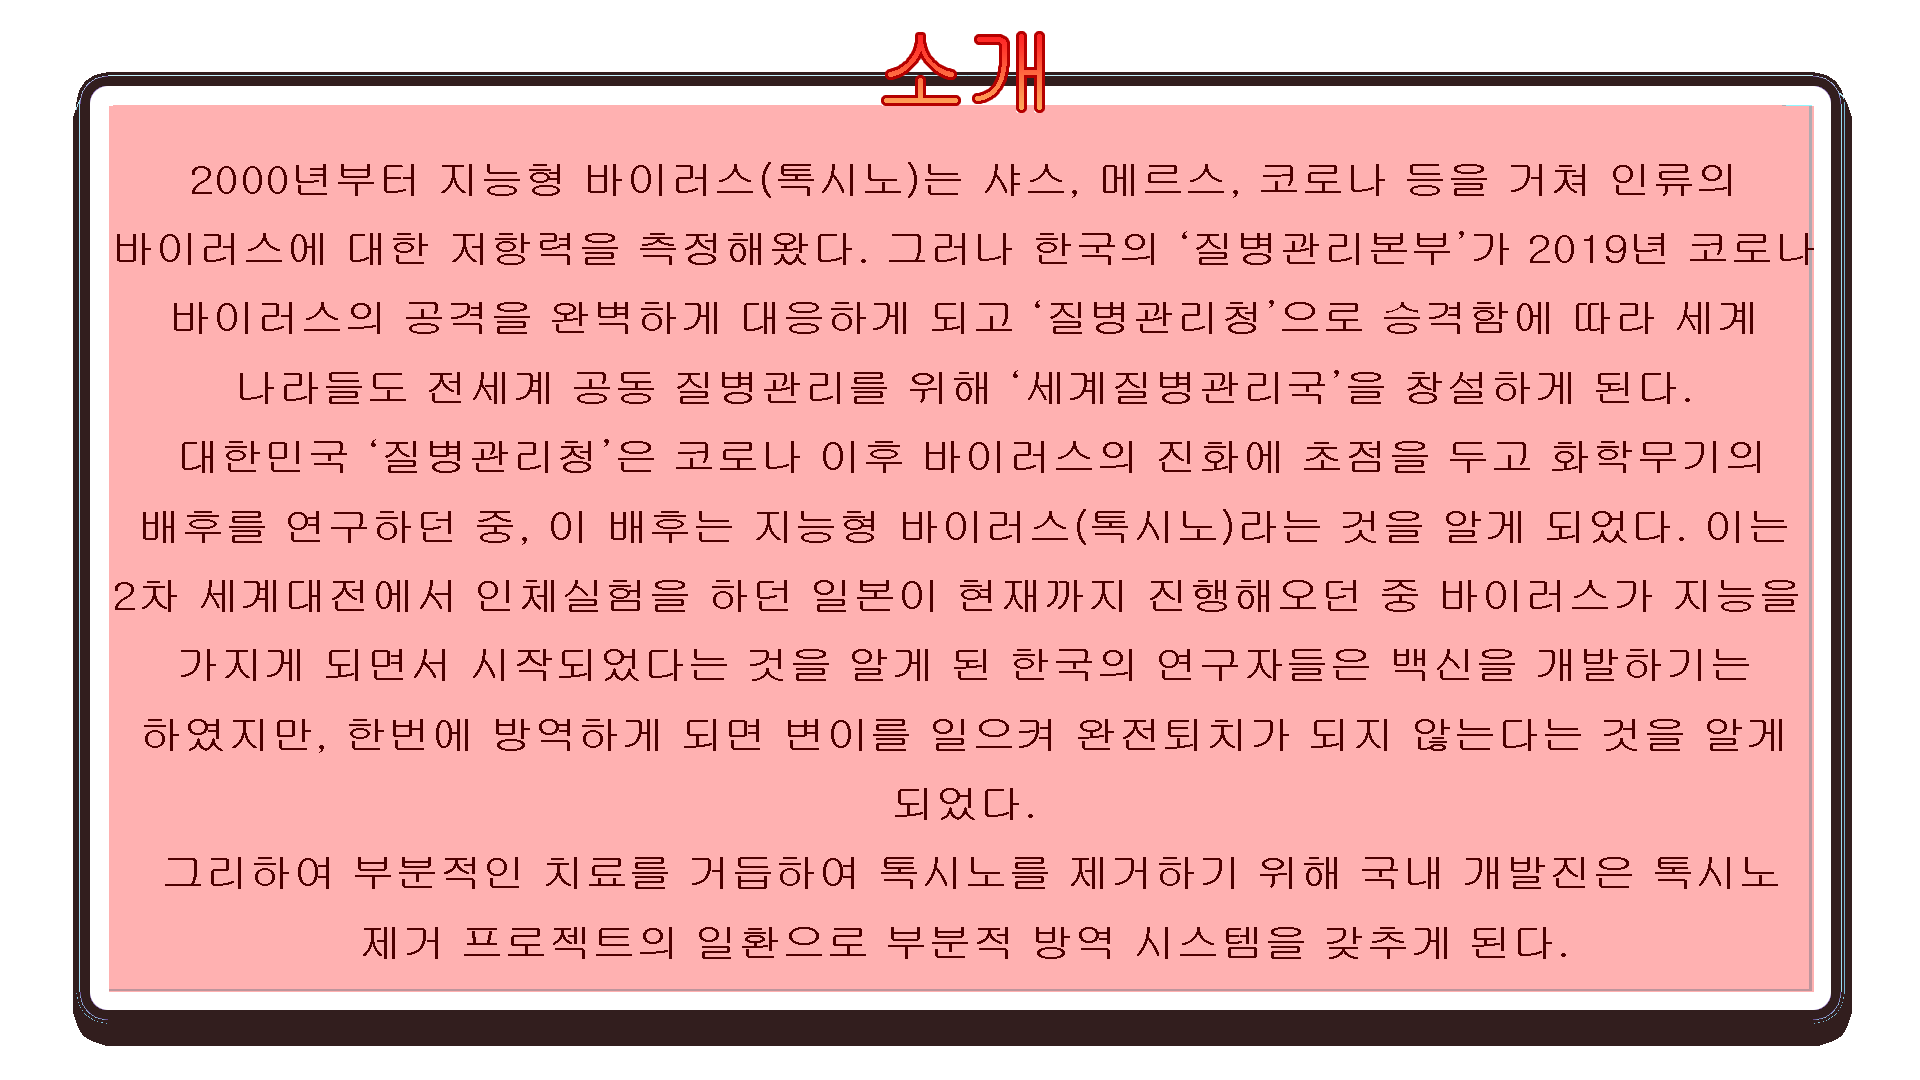 소개
2000년부터 지능형 바이러스(톡시노)는 샤스, 메르스, 코로나 등을 거쳐 인류의
바이러스에 대한 저항력을 측정해왔다. 그러나 한국의 ‘질병관리본부’가 2019년 코로나
바이러스의 공격을 완벽하게 대응하게 되고 ‘질병관리청’으로 승격함에 따라 세계
나라들도 전세계 공동 질병관리를 위해 ‘세계질병관리국’을 창설하게 된다.
대한민국 ‘질병관리청’은 코로나 이후 바이러스의 진화에 초점을 두고 화학무기의
배후를 연구하던 중, 이 배후는 지능형 바이러스(톡시노)라는 것을 알게 되었다. 이는
2차 세계대전에서 인체실험을 하던 일본이 현재까지 진행해오던 중 바이러스가 지능을
가지게 되면서 시작되었다는 것을 알게 된 한국의 연구자들은 백신을 개발하기는
하였지만, 한번에 방역하게 되면 변이를 일으켜 완전퇴치가 되지 않는다는 것을 알게
되었다.
그리하여 부분적인 치료를 거듭하여 톡시노를 제거하기 위해 국내 개발진은 톡시노
제거 프로젝트의 일환으로 부분적 방역 시스템을 갖추게 된다.